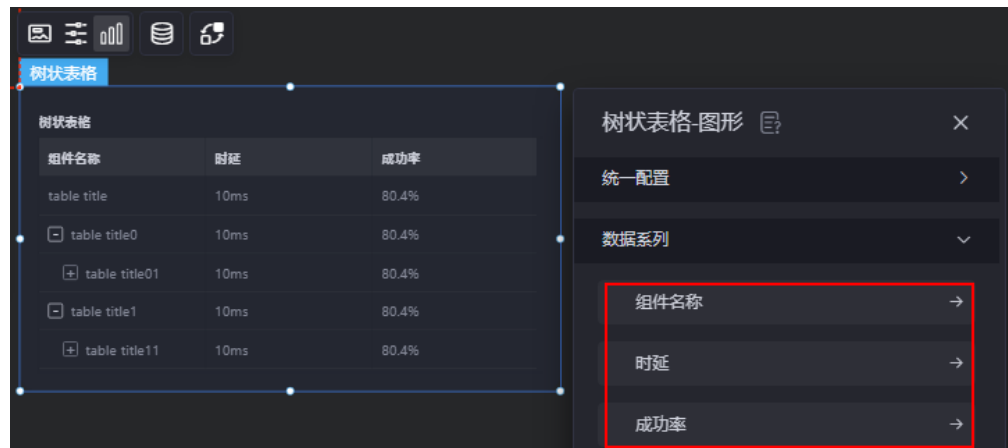 树状表格
树状表格
组件名称 时延 成功率
table title 10ms 80.4%
table title0 10ms 80.4%
table title01 10ms 80.4%
table title1 10ms 80.4%
table title11 10ms 80.4%
树状表格-图形
统一配置
数据系列
组件名称
时延
成功率